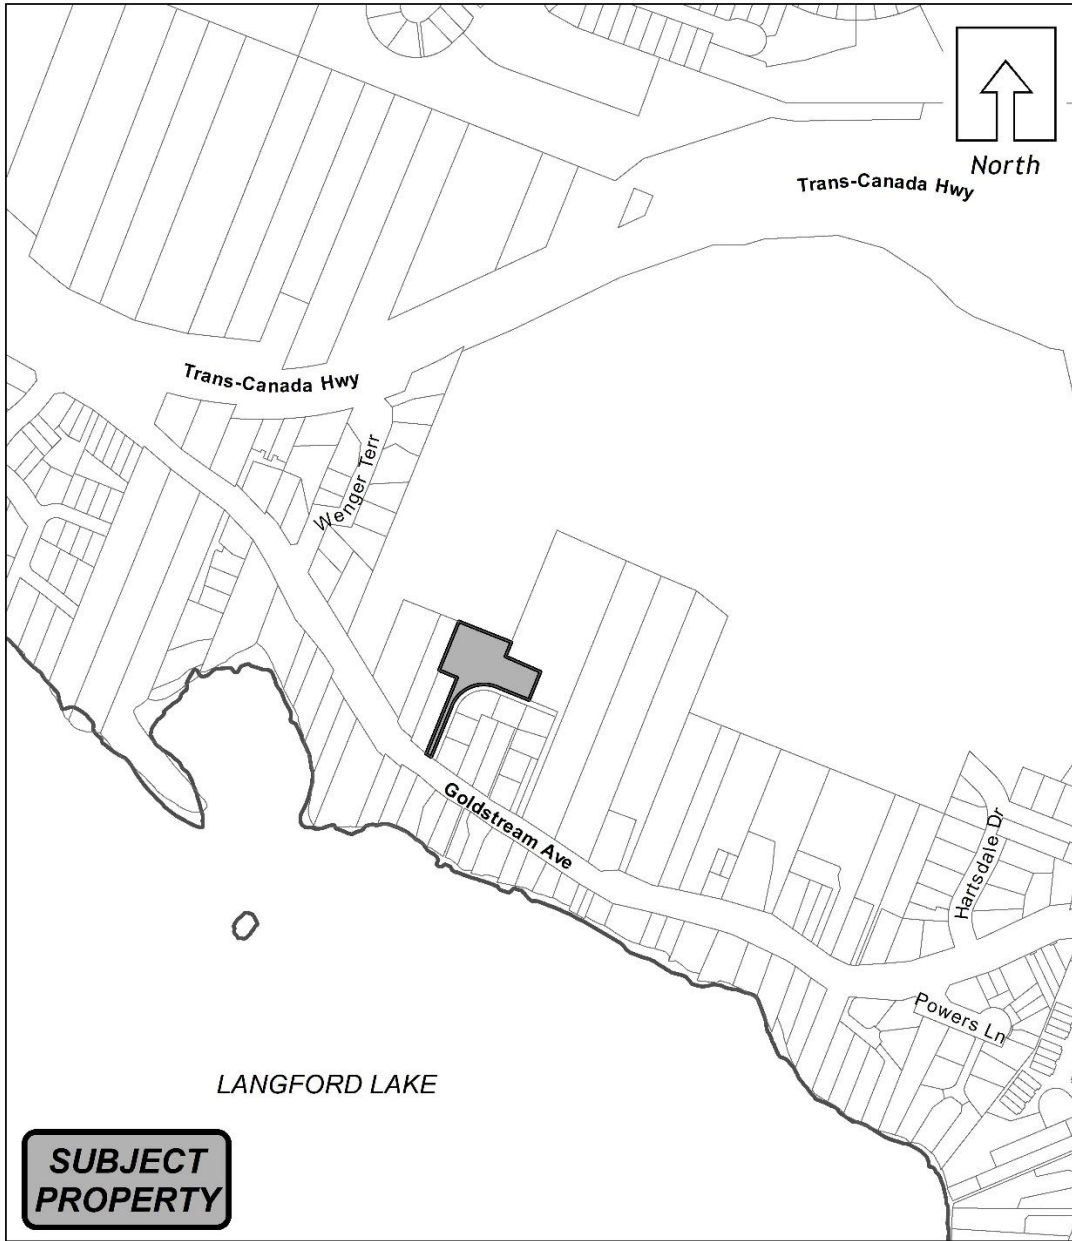 North
Trans-Canada Hwy
Trans-Canada Hwy
Wenger Terr
Goldstream Ave
Hartsdale Dr
Powers Ln
LANGFORD LAKE
SUBJECT
PROPERTY